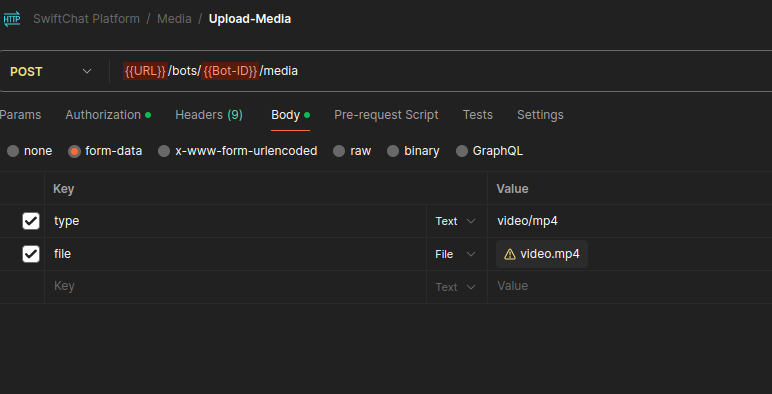 HTTP SwiftChat Platform / Media / Upload-Media
POST {{URL}}/bots/{{Bot-ID}}/media
Params Authorization Headers (9) Body Pre-request Script Tests Settings
none form-data x-www-form-urlencoded raw binary GraphQL
Key Value
type Text video/mp4
file File video.mp4
Key Text Value